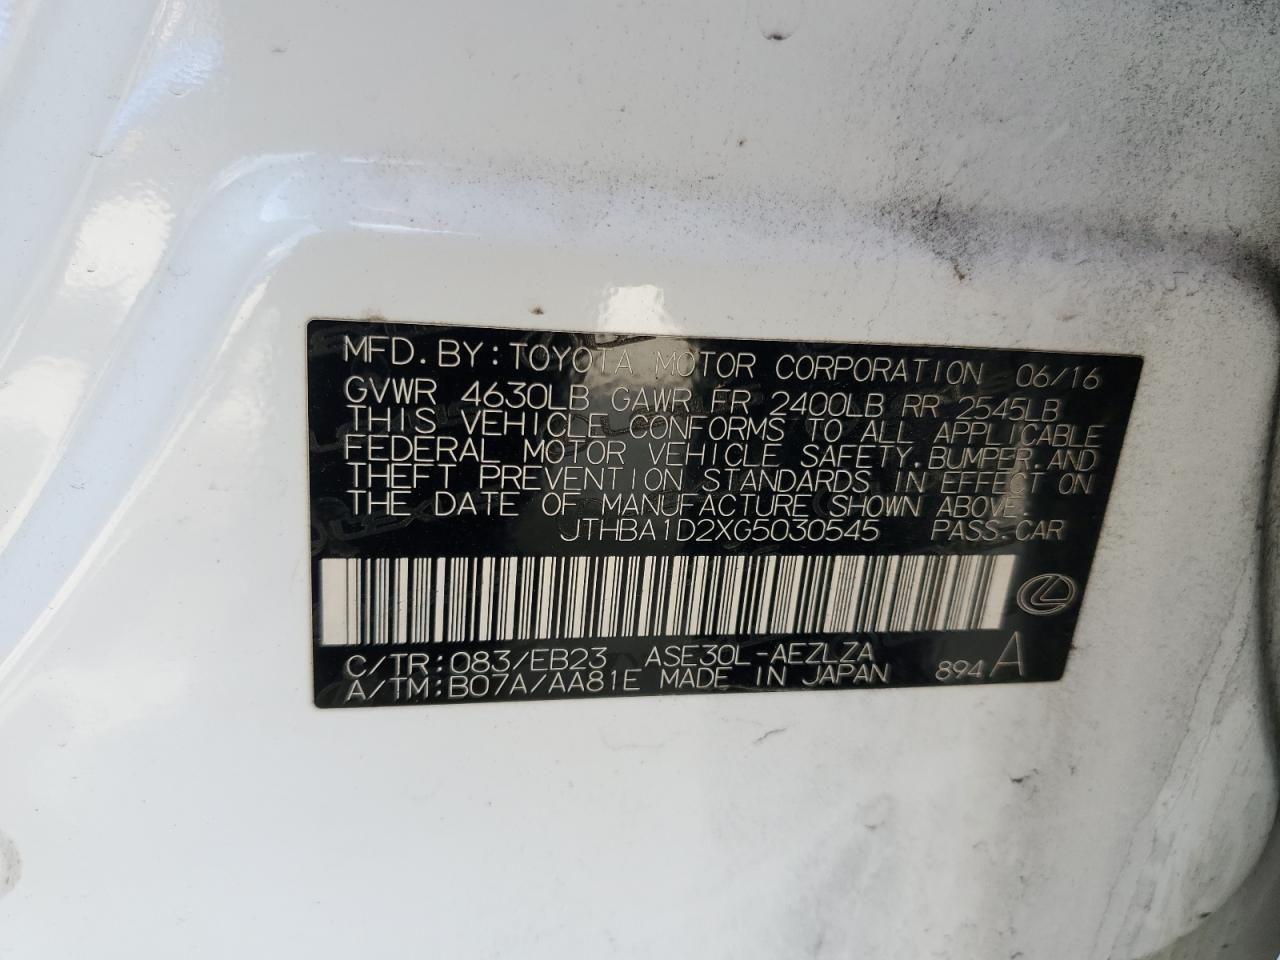 MFD. BY: TOYOTA MOTOR CORPORATION 06/16
GVWR 4630LB GAWR FR 2400LB RR 2545LB
THIS VEHICLE CONFORMS TO ALL APPLICABLE
FEDERAL MOTOR VEHICLE SAFETY, BUMPER, AND
THEFT PREVENTION STANDARDS IN EFFECT ON
THE DATE OF MANUFACTURE SHOWN ABOVE.
JTHBA1D2XG5030545 PASS.CAR
C/TR: 083/EB23 ASE30L-AEZLZA
A/TM: B07A/AA81E MADE IN JAPAN 894 A